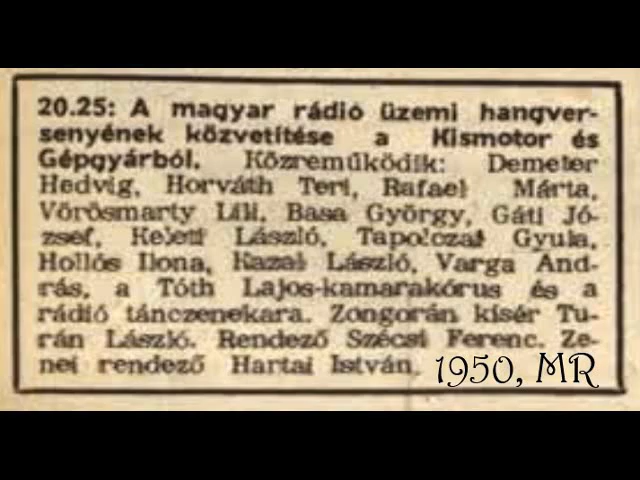 20.25: A magyar rádió üzemi hangver-
senyének közvetítése a Kismotor és
Gépgyárból. Közreműködik: Demeter
Hedvig, Horváth Teri, Rafael Márta,
Vörösmarty Lili, Basa György, Gáti Jó-
zsef, Keleti László, Tapolczai Gyula,
Hollós Ilona, Kazal László, Varga And-
rás, a Tóth Lajos-kamarakórus és a
rádió tánczenekara. Zongorán kísér Tu-
rán László. Rendező Szécsi Ferenc. Ze-
nei rendező Hartai István.
1950, MR